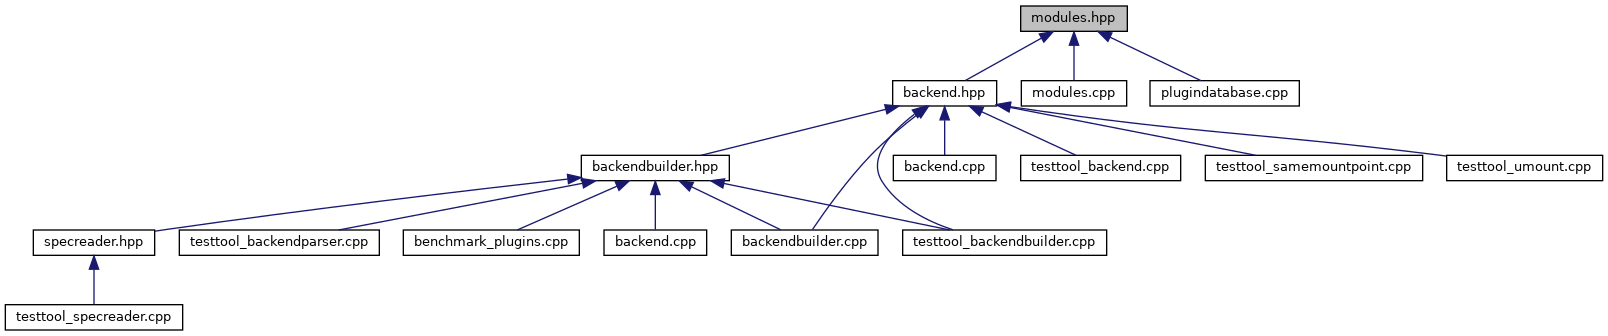 modules.hpp
backend.hpp
modules.cpp
plugindatabase.cpp
backendbuilder.hpp
backend.cpp
testtool_backend.cpp
testtool_samemountpoint.cpp
testtool_umount.cpp
specreader.hpp
testtool_backendparser.cpp
benchmark_plugins.cpp
backend.cpp
backendbuilder.cpp
testtool_backendbuilder.cpp
testtool_specreader.cpp